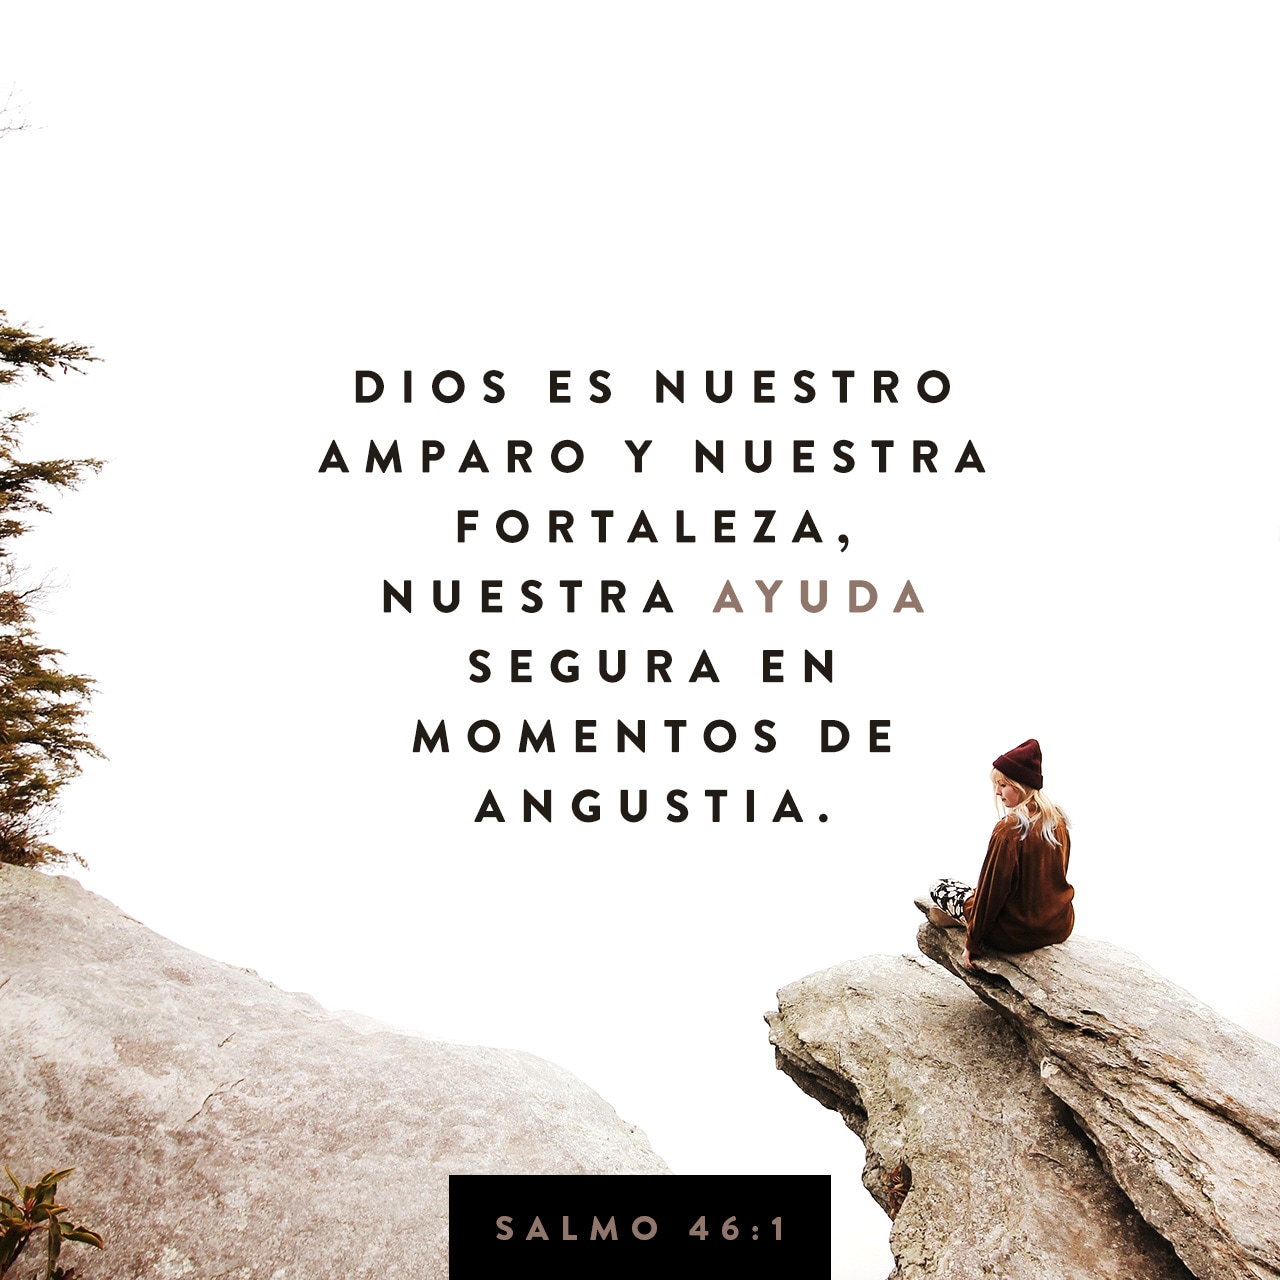 DIOS ES NUESTRO
AMPARO Y NUESTRA
FORTALEZA,
NUESTRA AYUDA
SEGURA EN
MOMENTOS DE
ANGUSTIA.
SALMO 46:1